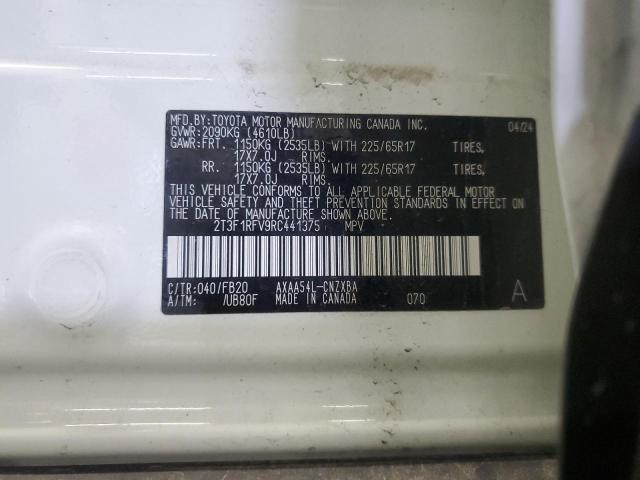 MFD.BY:TOYOTA MOTOR MANUFACTURING CANADA INC. 04/24
GVWR:2090KG (4610LB)
GAWR:FRT. 1150KG (2535LB) WITH 225/65R17 TIRES.
17X7.0J RIMS.
RR. 1150KG (2535LB) WITH 225/65R17 TIRES.
17X7.0J RIMS.
THIS VEHICLE CONFORMS TO ALL APPLICABLE FEDERAL MOTOR
VEHICLE SAFETY AND THEFT PREVENTION STANDARDS IN EFFECT
ON THE DATE OF MANUFACTURE SHOWN ABOVE.
2T3F1RFV9RC441375 MPV
C/TR:040/FB20 AXAA54L-CNZXBA
A/TM: /UB80F MADE IN CANADA 070 A